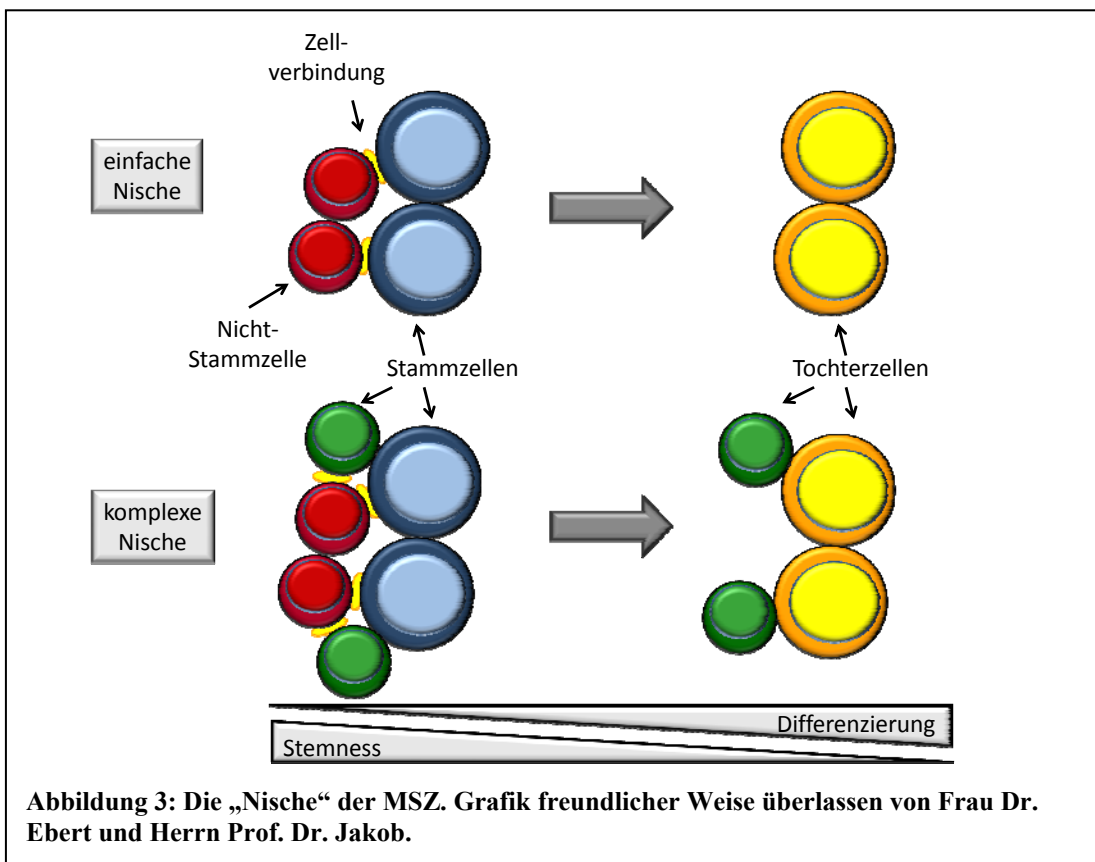 Zell-
verbindung
einfache
Nische
Nicht-
Stammzelle
Stammzellen
Tochterzellen
komplexe
Nische
Differenzierung
Stemness
Abbildung 3: Die „Nische“ der MSZ. Grafik freundlicher Weise überlassen von Frau Dr.
Ebert und Herrn Prof. Dr. Jakob.